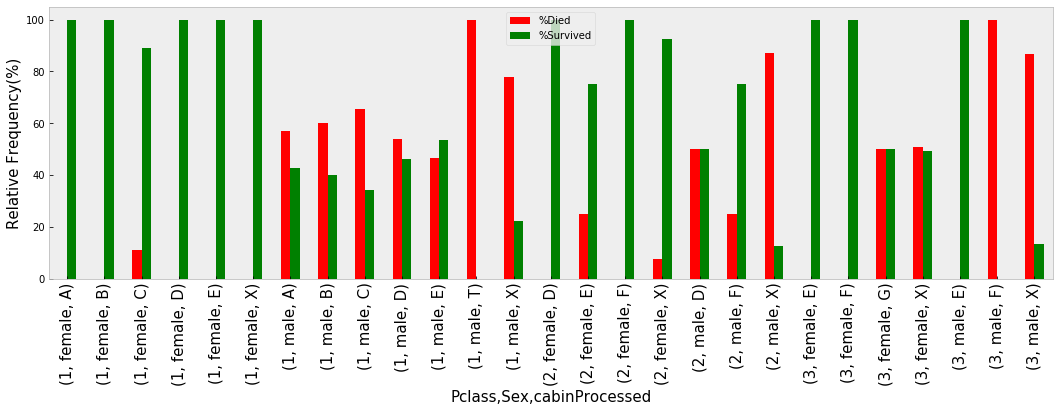 %Died
%Survived
Relative Frequency(%)
100
80
60
40
20
0
(1, female, A)
(1, female, B)
(1, female, C)
(1, female, D)
(1, female, E)
(1, female, X)
(1, male, A)
(1, male, B)
(1, male, C)
(1, male, D)
(1, male, E)
(1, male, T)
(1, male, X)
(2, female, D)
(2, female, E)
(2, female, F)
(2, female, X)
(2, male, D)
(2, male, F)
(2, male, X)
(3, female, E)
(3, female, F)
(3, female, G)
(3, female, X)
(3, male, E)
(3, male, F)
(3, male, X)
Pclass,Sex,cabinProcessed